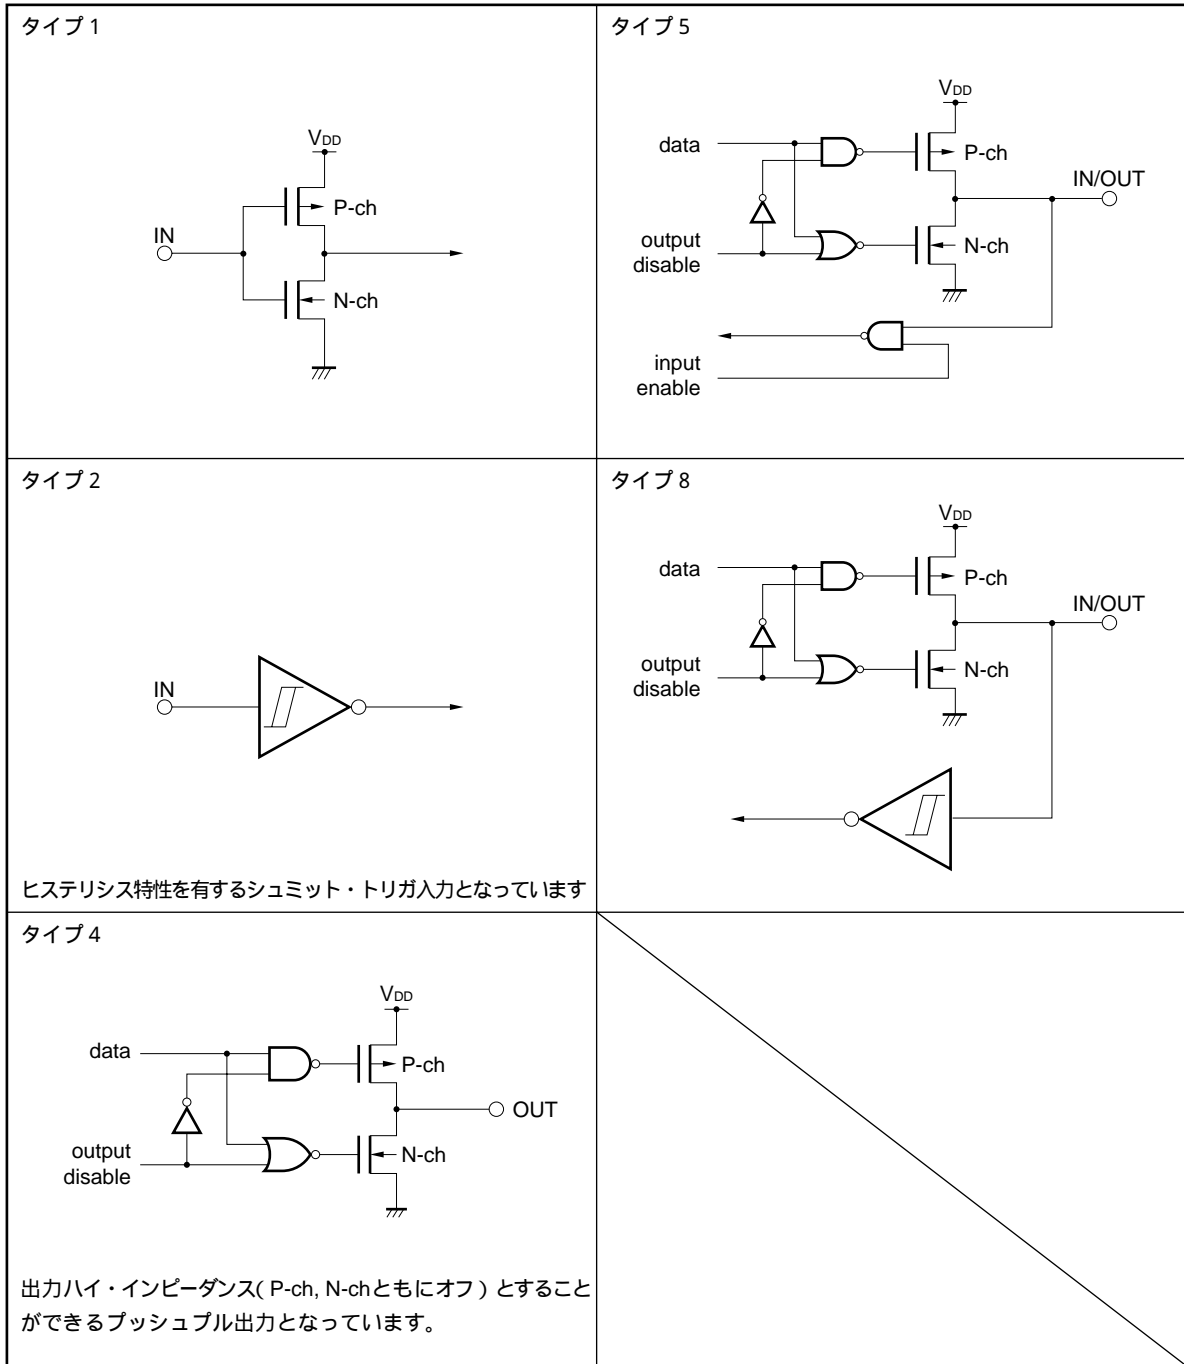 タイプ1
VDD
P-ch
IN
N-ch
タイプ5
VDD
data
P-ch
IN/OUT
output
disable
N-ch
input
enable
タイプ2
IN
ヒステリシス特性を有するシュミット・トリガ入力となっています
タイプ8
VDD
data
P-ch
IN/OUT
output
disable
N-ch
タイプ4
VDD
data
P-ch
OUT
output
disable
N-ch
出力ハイ・インピーダンス(P-ch, N-chともにオフ)とすること
ができるプッシュプル出力となっています。